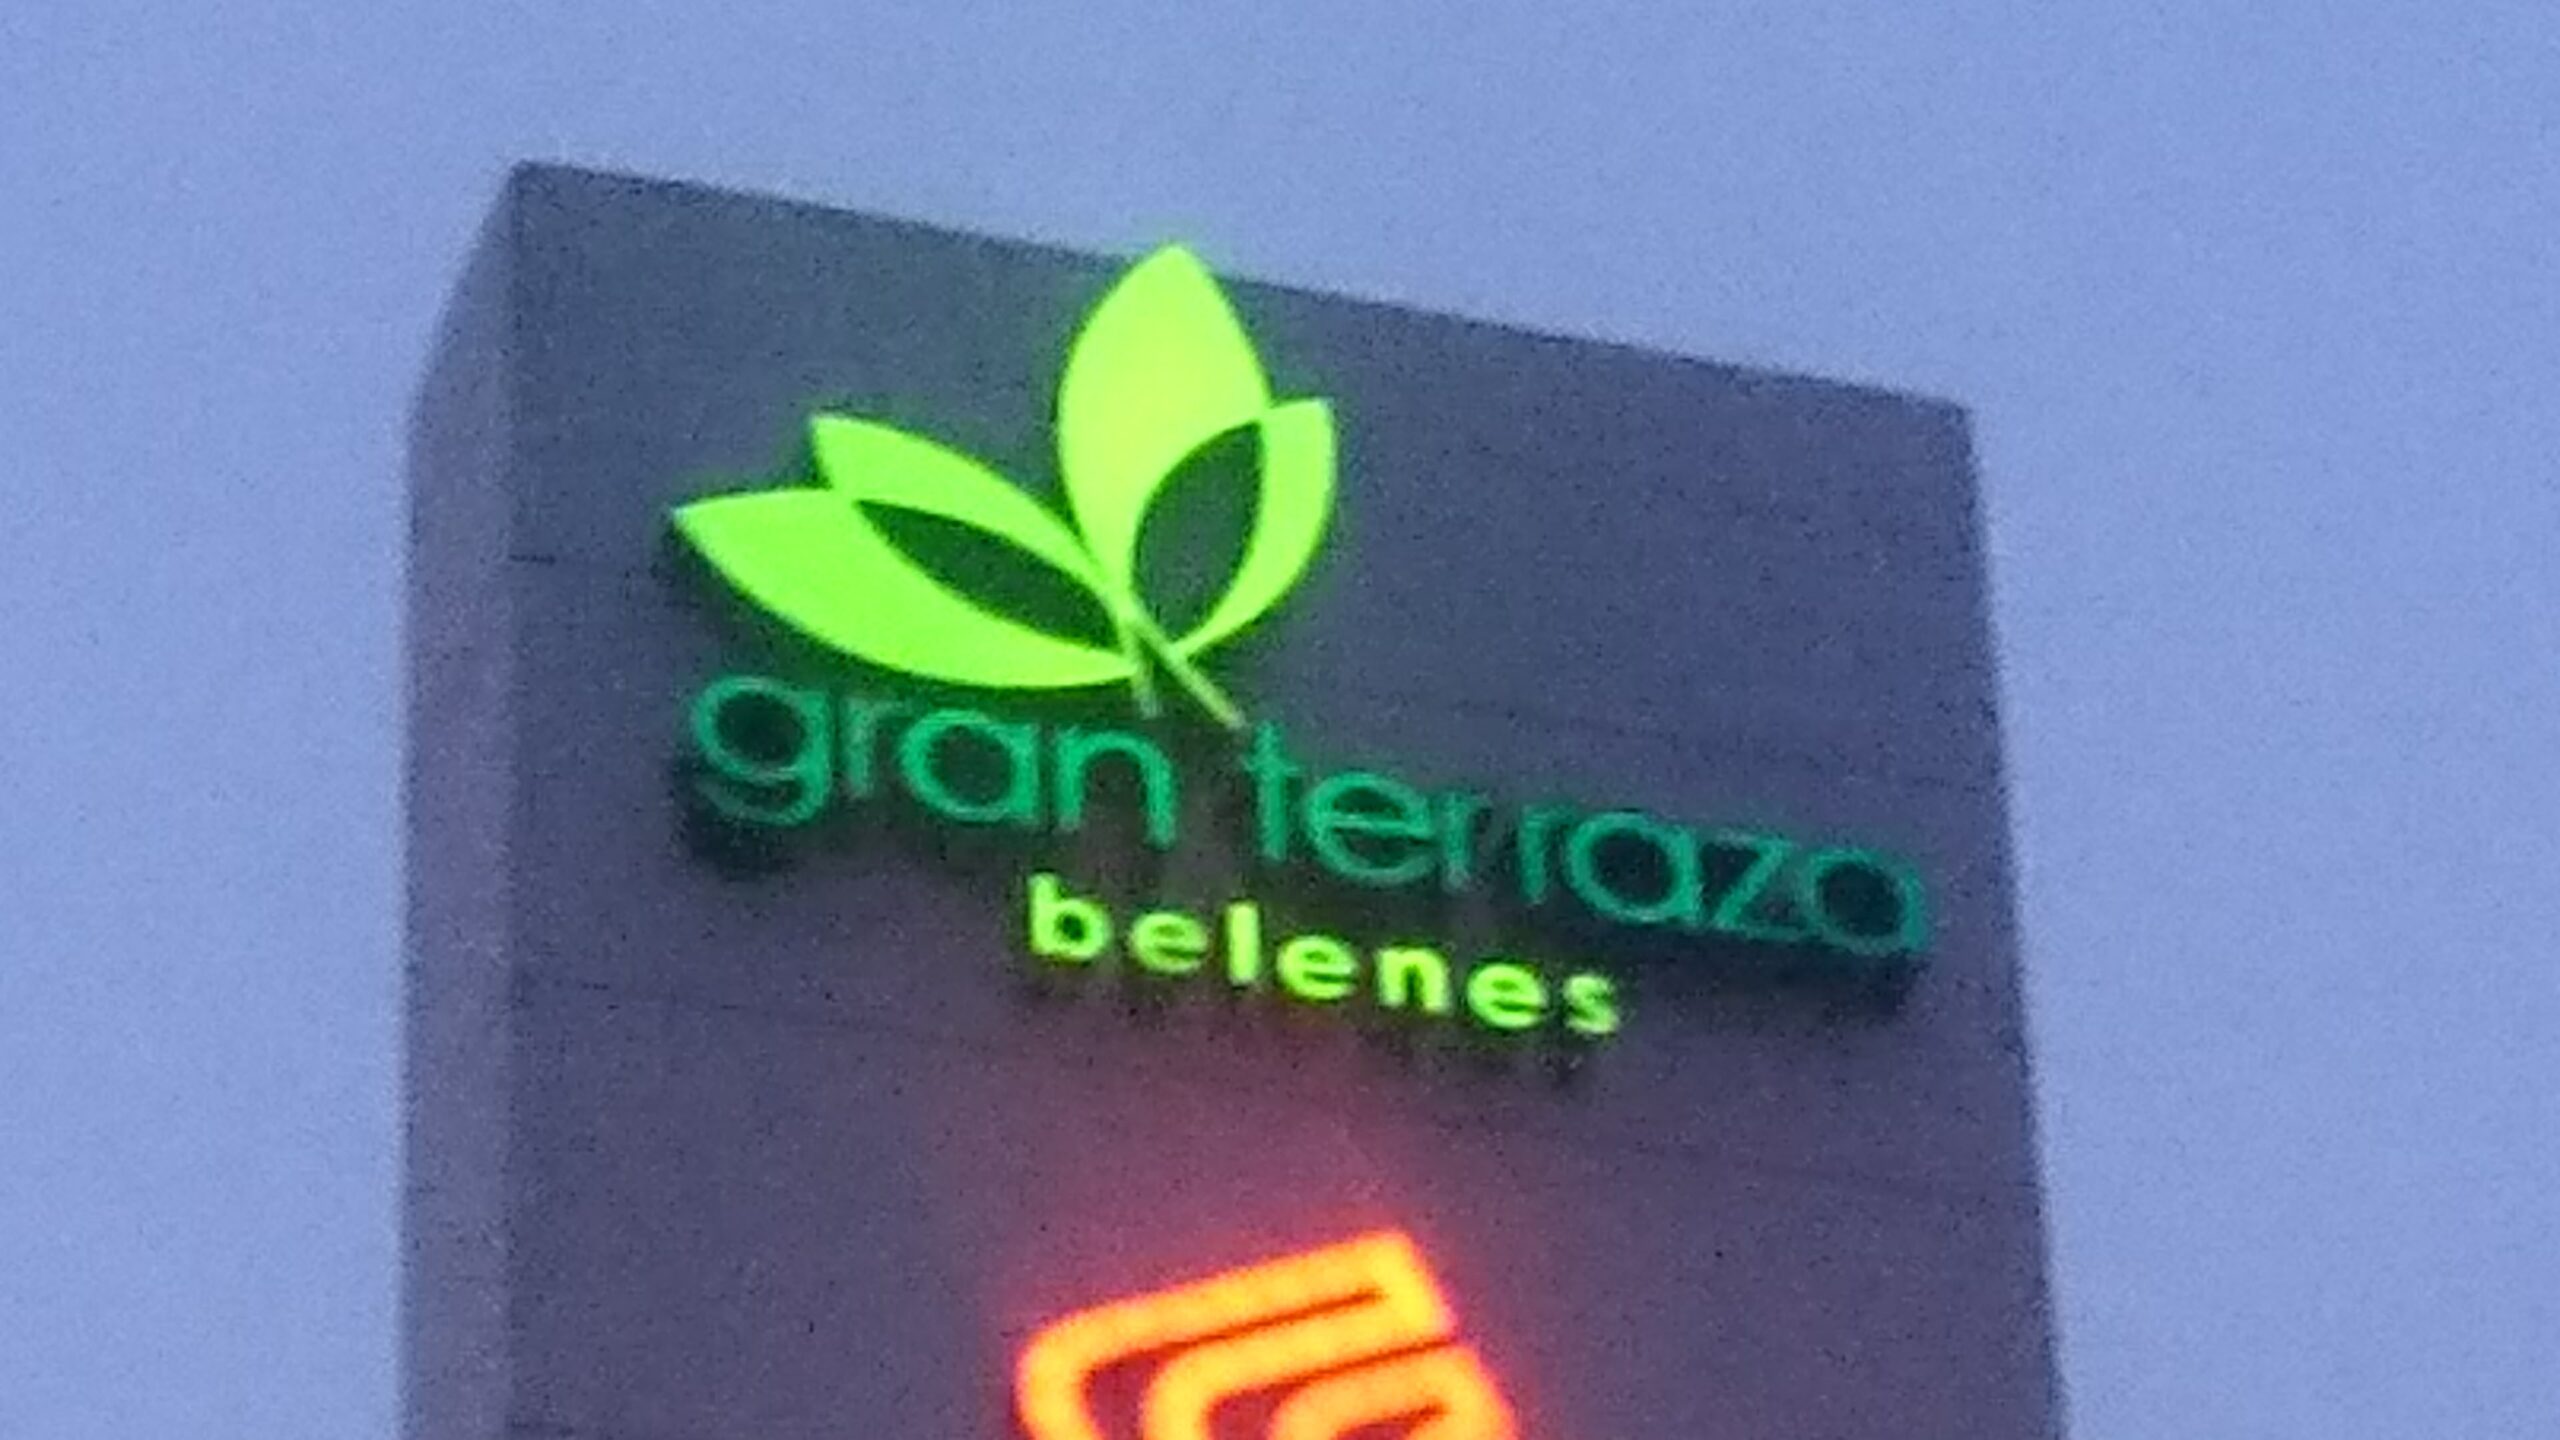 gran terraza
belenes